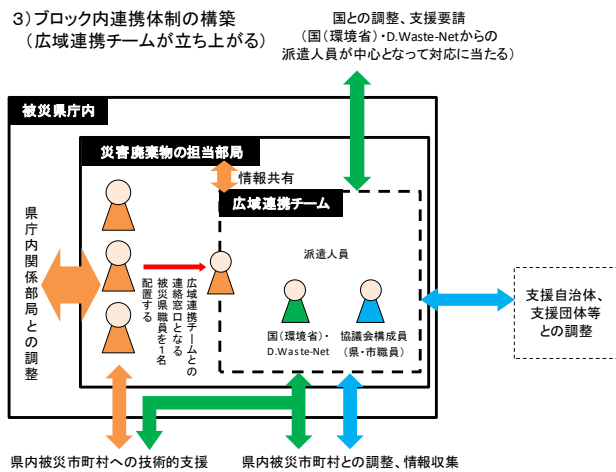 3）ブロック内連携体制の構築
（広域連携チームが立ち上がる）
国との調整、支援要請
（国（環境省）・D.Waste-Netからの
派遣人員が中心となって対応に当たる）
被災県庁内
災害廃棄物の担当部局
情報共有
広域連携チーム
県庁内関係部局との調整
広域連携チームとの
連絡窓口となる
被災県職員を1名
配置する
派遣人員
国（環境省）・
D.Waste-Net
協議会構成員
（県・市職員）
支援自治体、
支援団体等
との調整
県内被災市町村への技術的支援
県内被災市町村との調整、情報収集